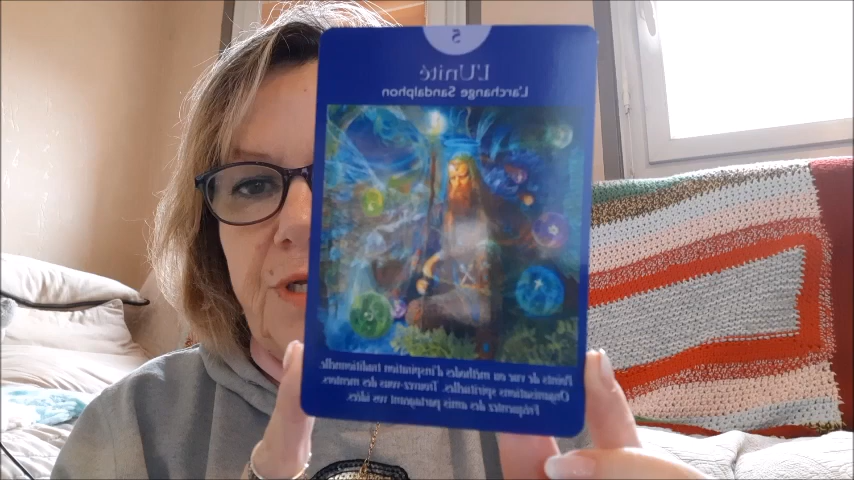 5
L'Unité
L'archange Sandalphon
Points de vue ou méthodes d'inspiration traditionnelle.
Organisations spirituelles. Trouvez-vous des mentors.
Fréquentez des amis partageant vos idées.